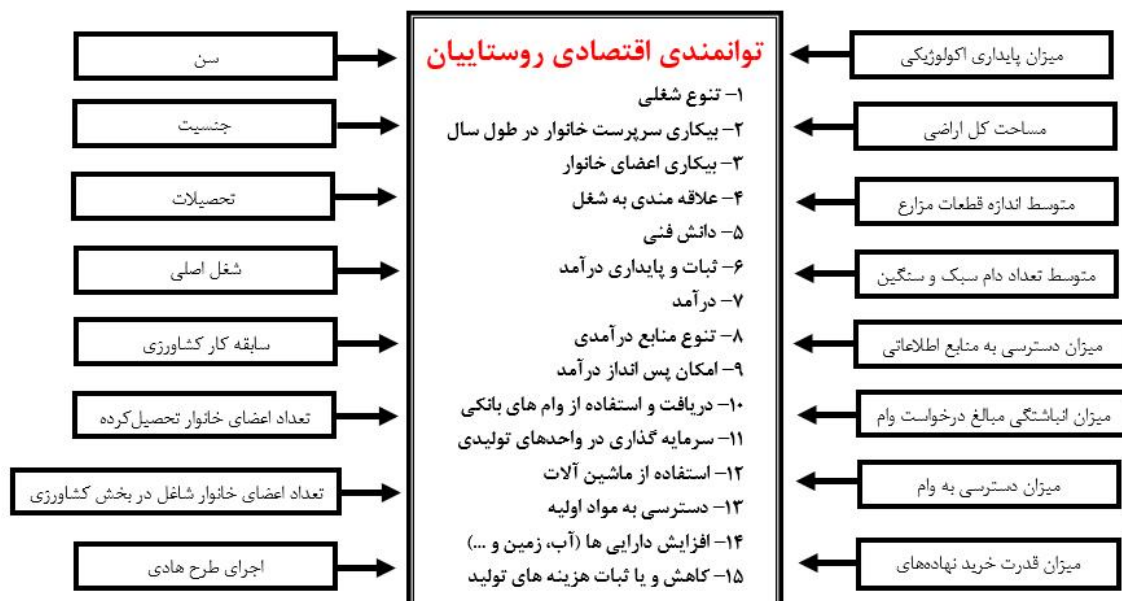 میزان پایداری اکولوژیکی
مساحت کل اراضی
متوسط اندازه قطعات مزارع
متوسط تعداد دام سبک و سنگین
میزان دسترسی به منابع اطلاعاتی
میزان انباشتگی مبالغ درخواست وام
میزان دسترسی به وام
میزان قدرت خرید نهاده‌های
توانمندی اقتصادی روستاییان
۱– تنوع شغلی
۲– بیکاری سرپرست خانوار در طول سال
۳– بیکاری اعضای خانوار
۴– علاقه مندی به شغل
۵– دانش فنی
۶– ثبات و پایداری درآمد
۷– درآمد
۸– تنوع منابع درآمدی
۹– امکان پس انداز درآمد
۱۰– دریافت و استفاده از وام های بانکی
۱۱– سرمایه گذاری در واحدهای تولیدی
۱۲– استفاده از ماشین آلات
۱۳– دسترسی به مواد اولیه
۱۴– افزایش دارایی ها (آب، زمین و ...)
۱۵– کاهش و یا ثبات هزینه های تولید
سن
جنسیت
تحصیلات
شغل اصلی
سابقه کار کشاورزی
تعداد اعضای خانوار تحصیل‌کرده
تعداد اعضای خانوار شاغل در بخش کشاورزی
اجرای طرح هادی